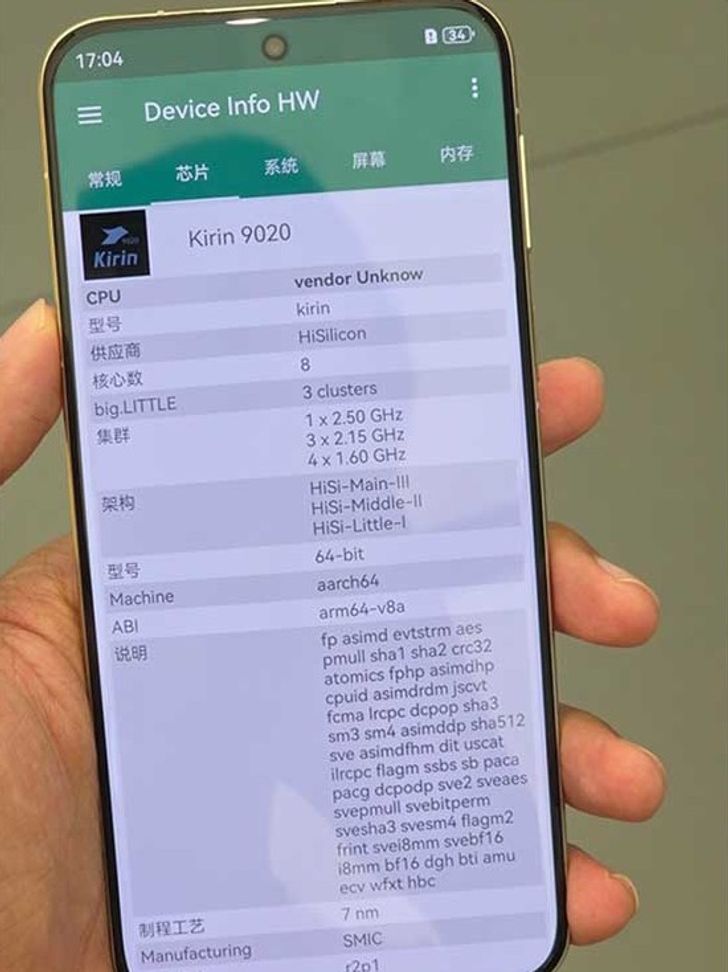 17:04
34
Device Info HW
常规 芯片 系统 屏幕 内存
9020
Kirin
Kirin 9020
CPU vendor Unknow
型号 kirin
供应商 HiSilicon
核心数 8
big.LITTLE 3 clusters
集群 1 x 2.50 GHz
3 x 2.15 GHz
4 x 1.60 GHz
架构 HiSi-Main-III
HiSi-Middle-II
HiSi-Little-I
型号 64-bit
Machine aarch64
ABI arm64-v8a
说明 fp asimd evtstrm aes
pmull sha1 sha2 crc32
atomics fphp asimdhp
cpuid asimdrdm jscvt
fcma lrcpc dcpop sha3
sm3 sm4 asimddp sha512
sve asimdfhm dit uscat
ilrcpc flagm ssbs sb paca
pacg dcpodp sve2 sveaes
svepmull svebitperm
svesha3 svesm4 flagm2
frint svei8mm svebf16
i8mm bf16 dgh bti amu
ecv wfxt hbc
制程工艺 7 nm
Manufacturing SMIC
r2p1